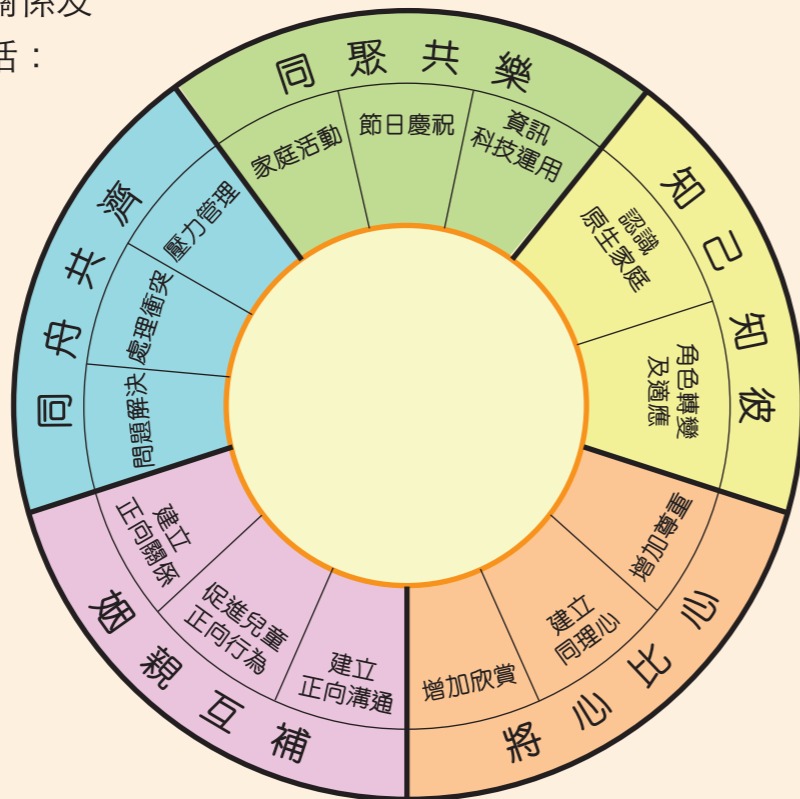 關係及
括：
同聚共樂
家庭活動
節日慶祝
資訊
科技運用
知己知彼
認識
原生家庭
角色轉變
及適應
將心比心
增加尊重
建立
同理心
增加欣賞
姻親互補
建立
正向溝通
促進兒童
正向行為
建立
正向關係
同舟共濟
問題解決
處理衝突
壓力管理